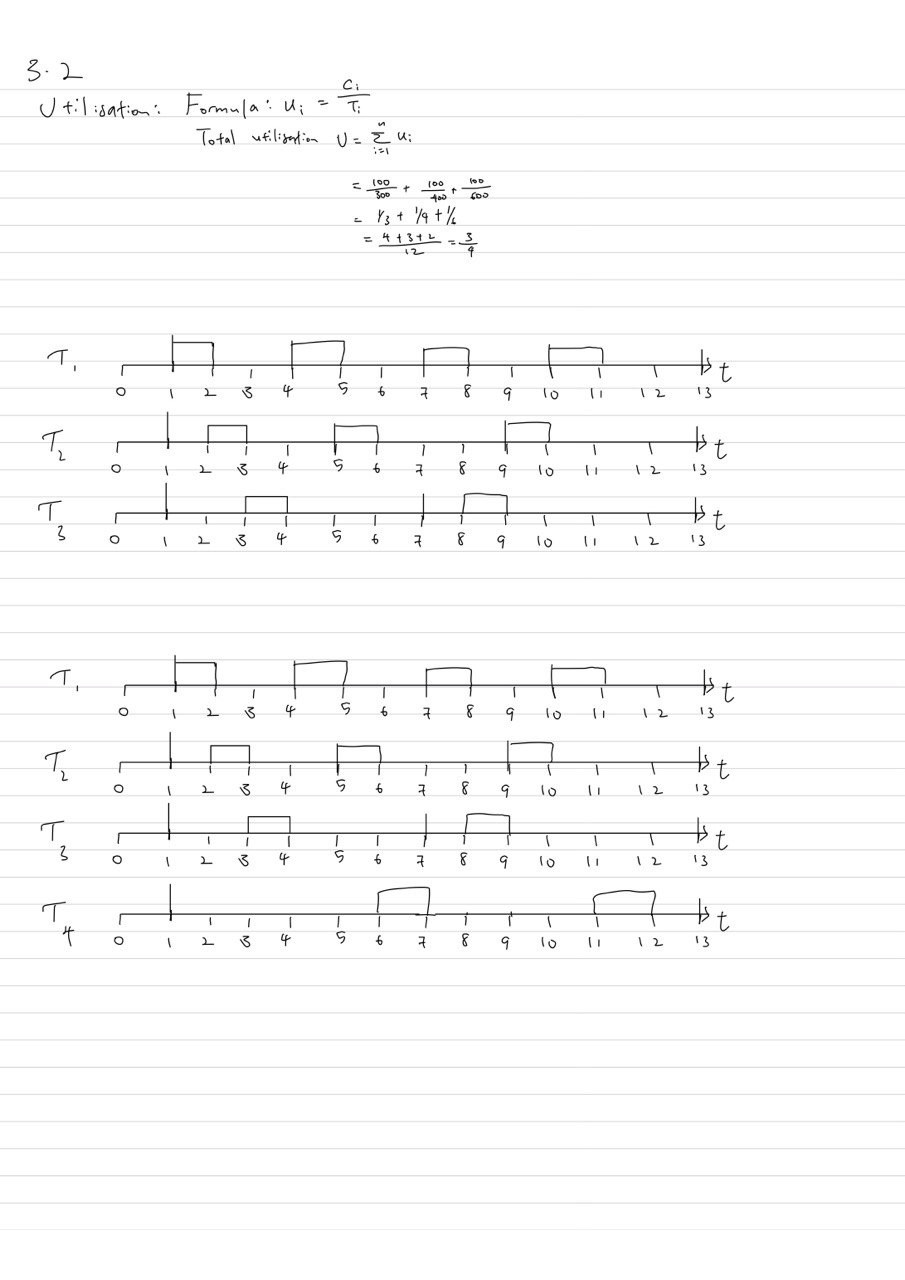 3.2
Utilisation: Formula: u_i = C_i / T_i
Total utilisation U = Σ_{i=1}^{n} u_i
= 100/300 + 100/400 + 100/600
= 1/3 + 1/4 + 1/6
= 4+3+2 / 12 = 3/4
T_1 t
0 1 2 3 4 5 6 7 8 9 10 11 12 13
T_2 t
0 1 2 3 4 5 6 7 8 9 10 11 12 13
T_3 t
0 1 2 3 4 5 6 7 8 9 10 11 12 13
T_1 t
0 1 2 3 4 5 6 7 8 9 10 11 12 13
T_2 t
0 1 2 3 4 5 6 7 8 9 10 11 12 13
T_3 t
0 1 2 3 4 5 6 7 8 9 10 11 12 13
T_4 t
0 1 2 3 4 5 6 7 8 9 10 11 12 13